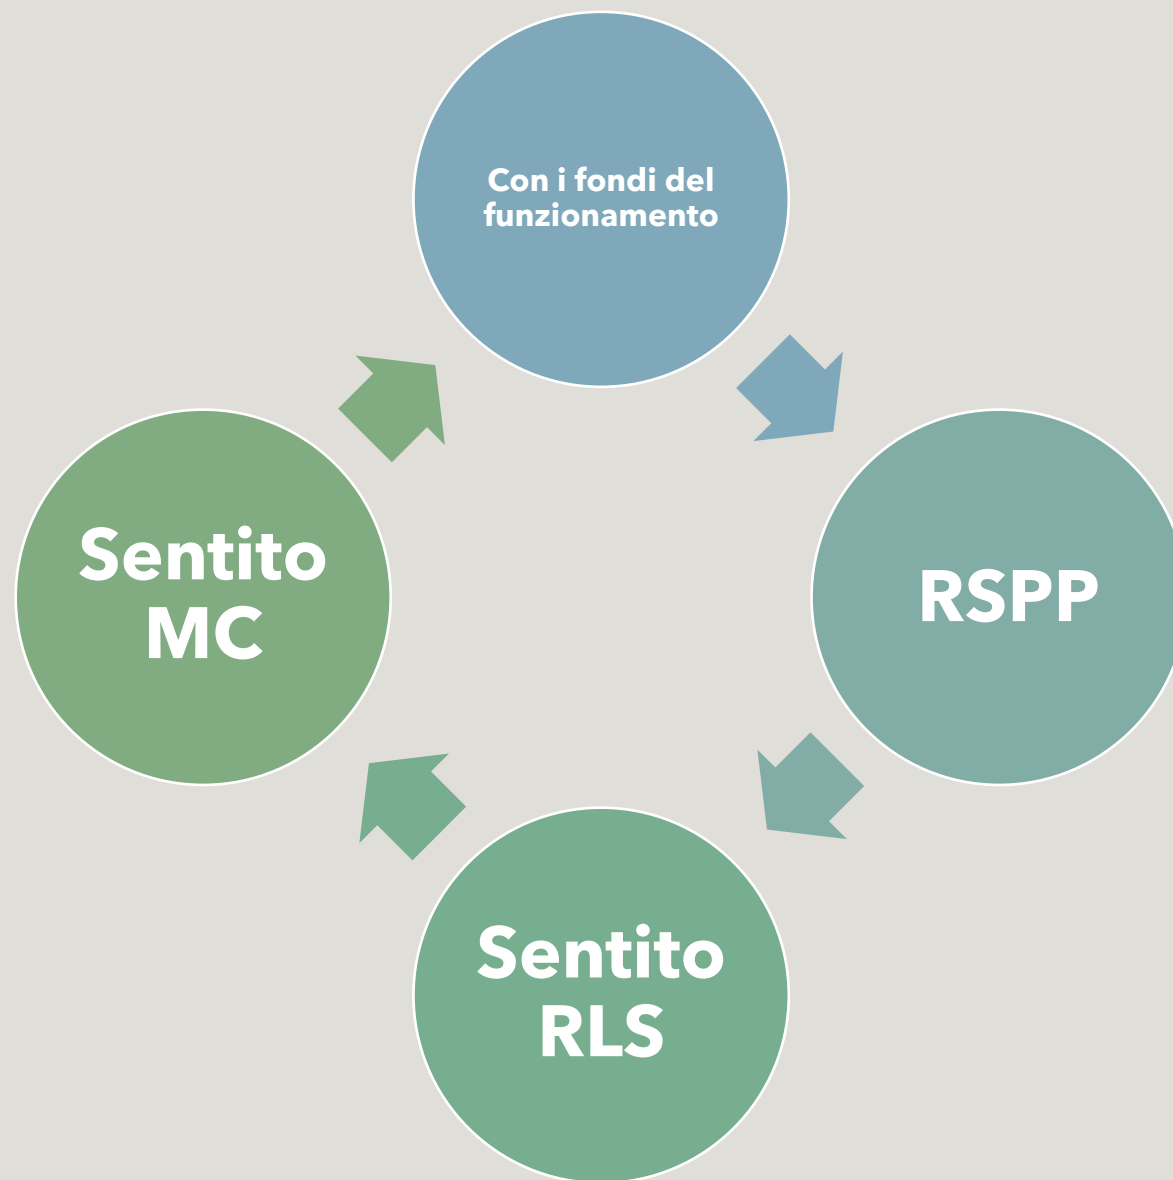 Con i fondi del
funzionamento
RSPP
Sentito
RLS
Sentito
MC